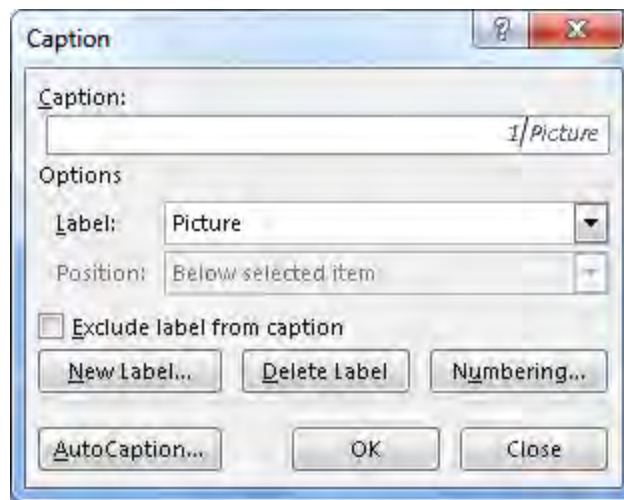 Caption
Caption:
1 Picture
Options
Label: Picture
Position: Below selected item
Exclude label from caption
New Label... Delete Label Numbering...
AutoCaption... OK Close